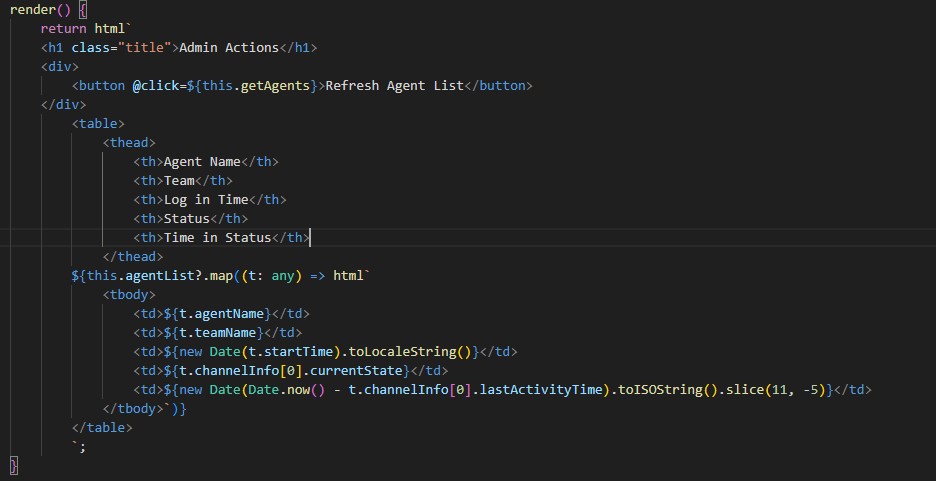 render() {
return html`
<h1 class="title">Admin Actions</h1>
<div>
<button @click=${this.getAgents}>Refresh Agent List</button>
</div>
<table>
<thead>
<th>Agent Name</th>
<th>Team</th>
<th>Log in Time</th>
<th>Status</th>
<th>Time in Status</th>
</thead>
${this.agentList?.map((t: any) => html`
<tbody>
<td>${t.agentName}</td>
<td>${t.teamName}</td>
<td>${new Date(t.startTime).toLocaleString()}</td>
<td>${t.channelInfo[0].currentState}</td>
<td>${new Date(Date.now() - t.channelInfo[0].lastActivityTime).toISOString().slice(11, -5)}</td>
</tbody>`)}
</table>
`;
}